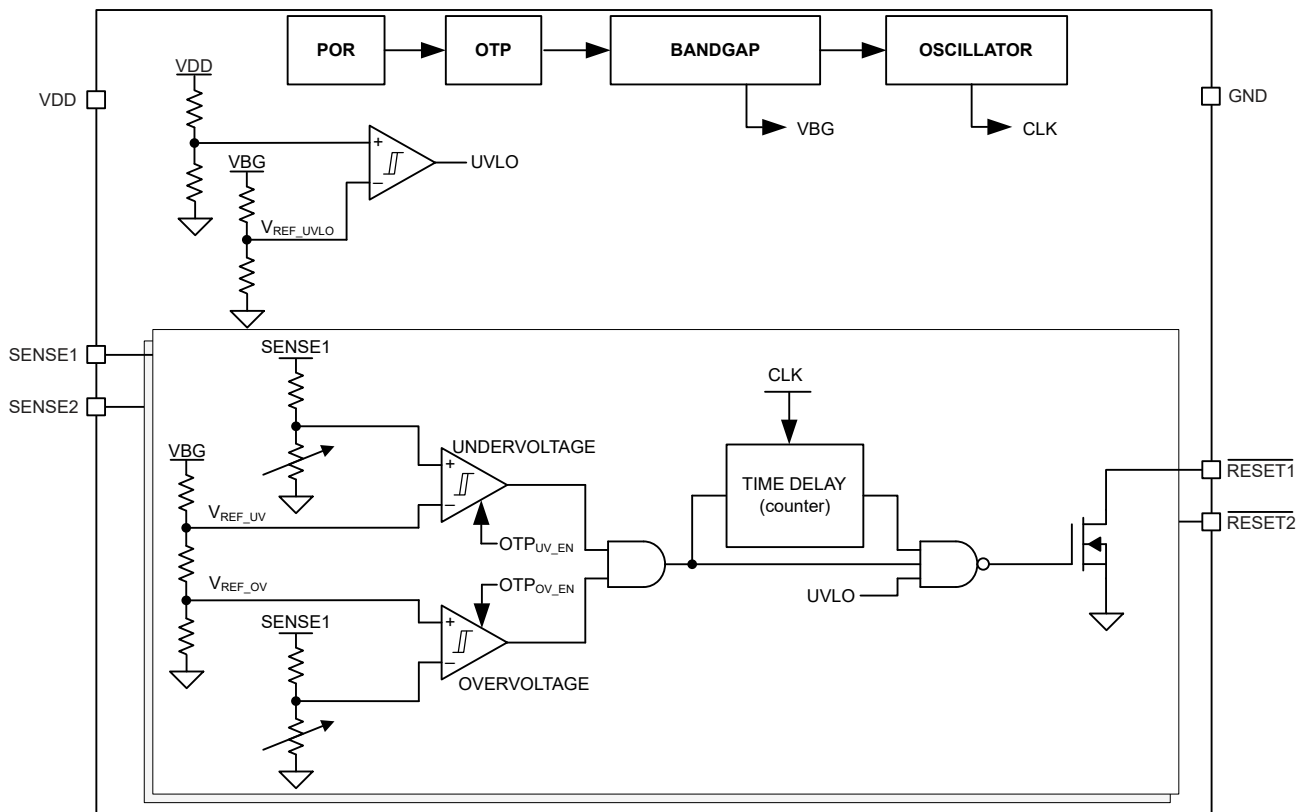 POR
OTP
BANDGAP
OSCILLATOR
VDD
VDD
GND
VBG
CLK
+
−
UVLO
VBG
VREF_UVLO
SENSE1
SENSE2
SENSE1
CLK
UNDERVOLTAGE
VBG
+
−
TIME DELAY
(counter)
RESET1
RESET2
VREF_UV
OTPUV_EN
VREF_OV
OTPOV_EN
UVLO
SENSE1
+
−
OVERVOLTAGE